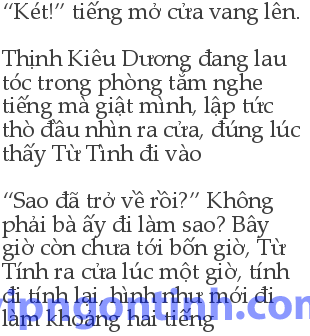 “Két!” tiếng mở cửa vang lên.
Thịnh Kiêu Dương đang lau
tóc trong phòng tắm nghe
tiếng mà giật mình, lập tức
thò đầu nhìn ra cửa, đúng lúc
thấy Từ Tình đi vào
“Sao đã trở về rồi?” Không
phải bà ấy đi làm sao? Bây
giờ còn chưa tới bốn giờ, Từ
Tính ra cửa lúc một giờ, tính
đi tính lại, hình như mới đi
làm khoảng hai tiếng
vipngontinh.com